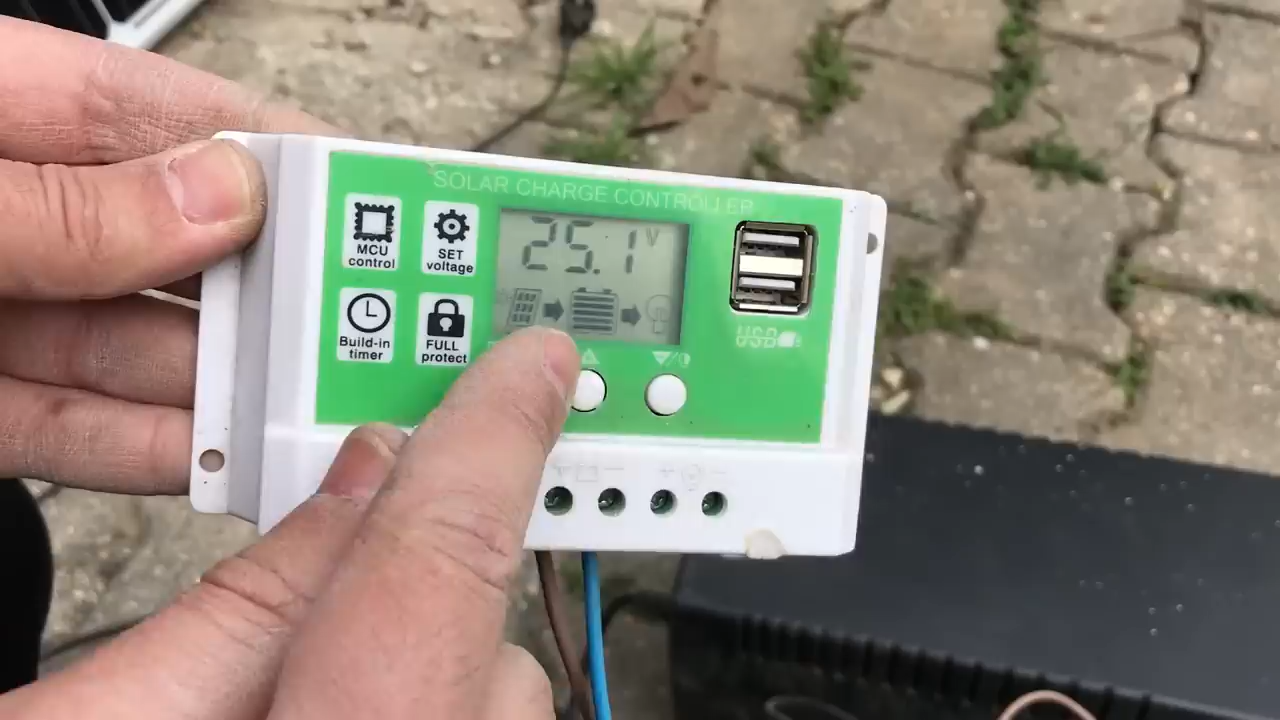 SOLAR CHARGE CONTROLLER
MCU
control
SET
voltage
25.1 V
Build-in
timer
FULL
protect
USB
+ −
+ −